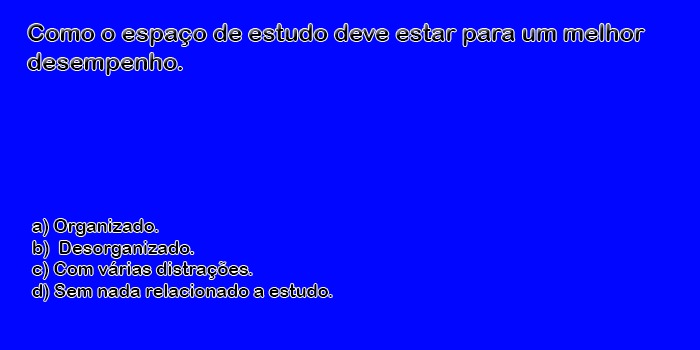 Como o espaço de estudo deve estar para um melhor
desempenho.
a) Organizado.
b)  Desorganizado.
c) Com várias distrações.
d) Sem nada relacionado a estudo.